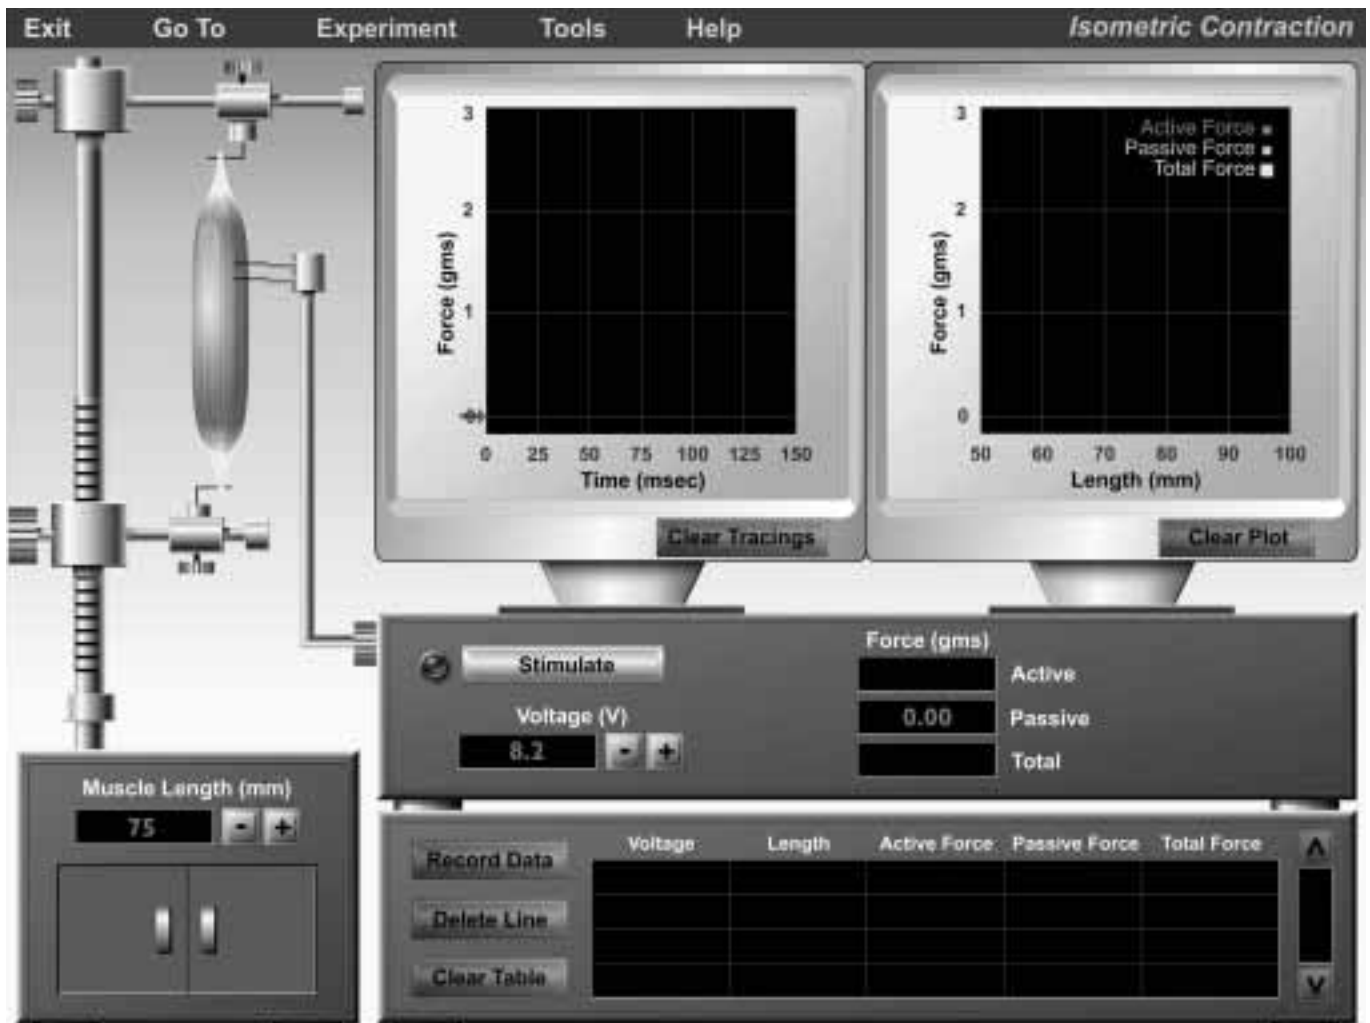 Exit Go To Experiment Tools Help Isometric Contraction
3
2
1
0
Force (gms)
0 25 50 75 100 125 150
Time (msec)
Clear Tracings
Active Force
Passive Force
Total Force
3
2
1
0
Force (gms)
50 60 70 80 90 100
Length (mm)
Clear Plot
Stimulate
Voltage (V)
8.2 - +
Force (gms)
Active
0.00 Passive
Total
Muscle Length (mm)
75 - +
Record Data
Delete Line
Clear Table
Voltage Length Active Force Passive Force Total Force